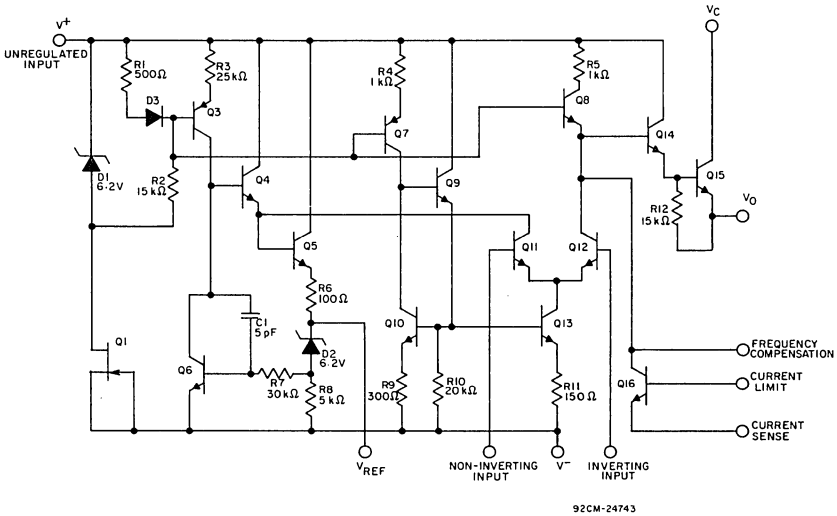 V+
UNREGULATED
INPUT
R1
500Ω
R3
25kΩ
D3
Q3
R4
1kΩ
Q7
R5
1kΩ
Q8
VC
Q14
Q15
R12
15kΩ
VO
D1
6.2V
R2
15kΩ
Q4
Q9
Q5
Q11
Q12
R6
100Ω
C1
5pF
Q10
Q13
Q1
Q6
D2
6.2V
R7
30kΩ
R8
5kΩ
R9
300Ω
R10
20kΩ
R11
150Ω
Q16
FREQUENCY
COMPENSATION
CURRENT
LIMIT
CURRENT
SENSE
VREF
NON-INVERTING
INPUT
V-
INVERTING
INPUT
92CM-24743